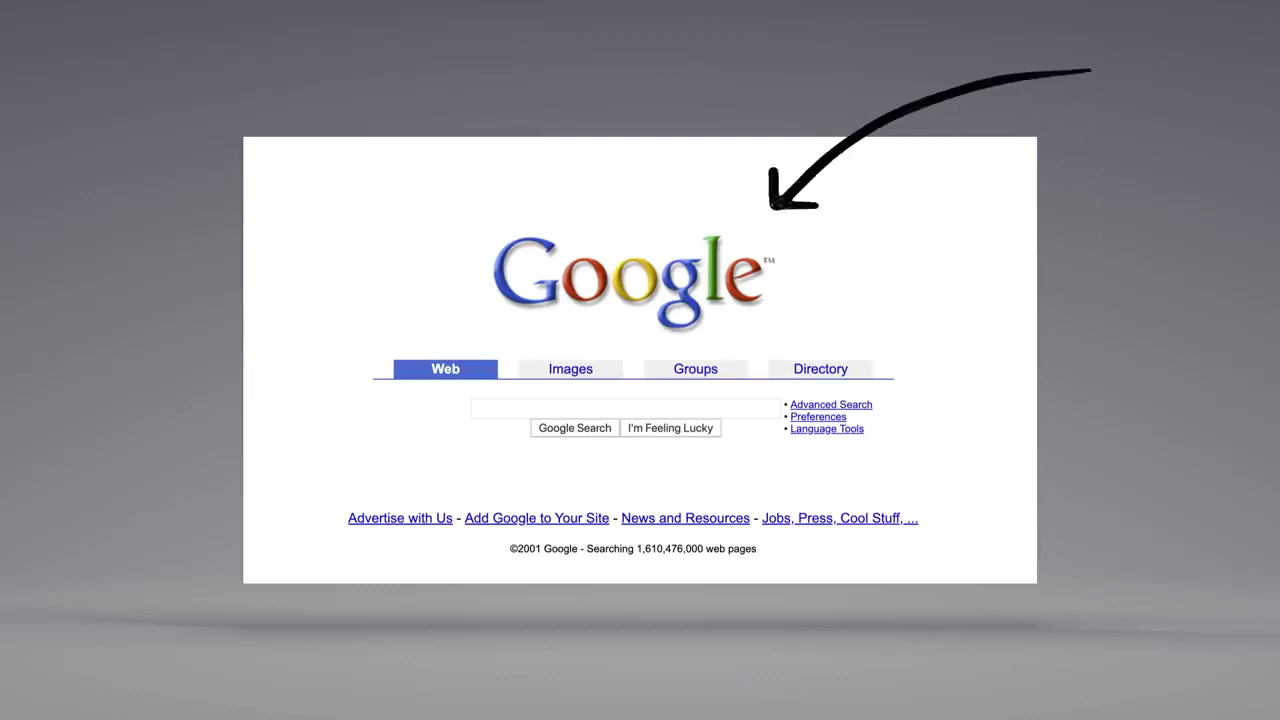 Google™
Web Images Groups Directory
• Advanced Search
• Preferences
• Language Tools
Google Search I'm Feeling Lucky
Advertise with Us - Add Google to Your Site - News and Resources - Jobs, Press, Cool Stuff, ...
©2001 Google - Searching 1,610,476,000 web pages